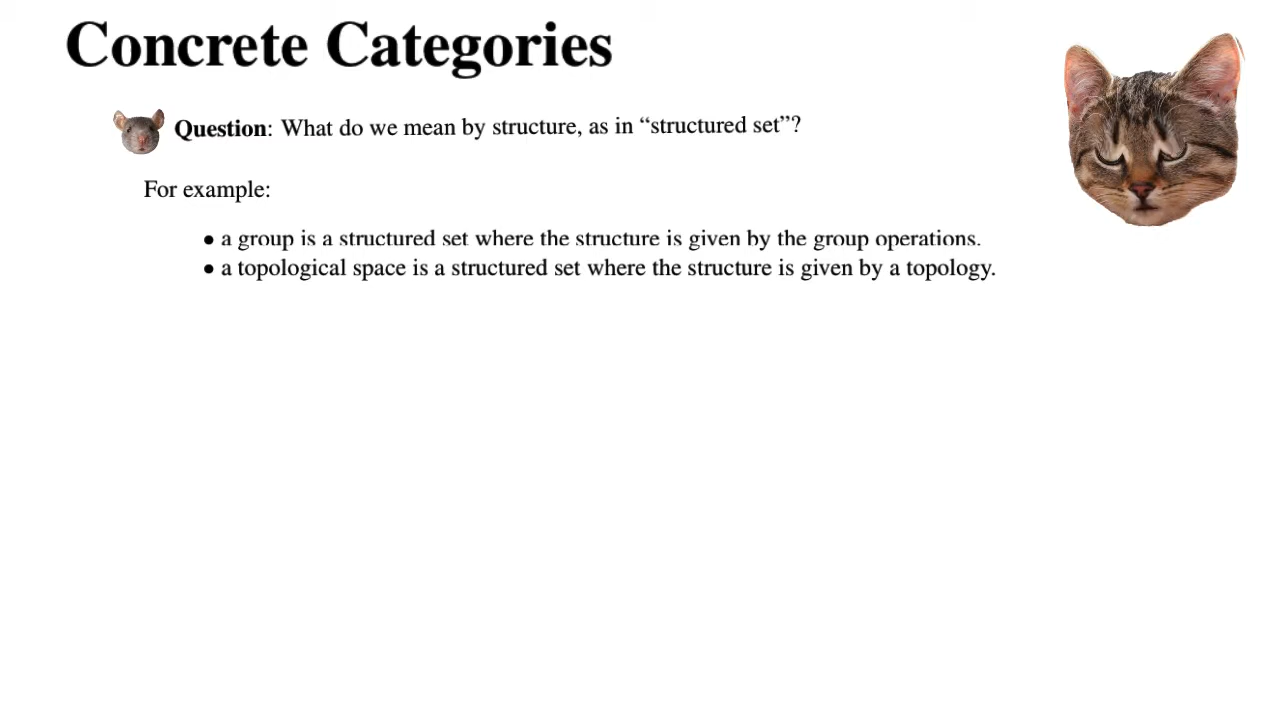 Concrete Categories
Question: What do we mean by structure, as in “structured set”?
For example:
• a group is a structured set where the structure is given by the group operations.
• a topological space is a structured set where the structure is given by a topology.